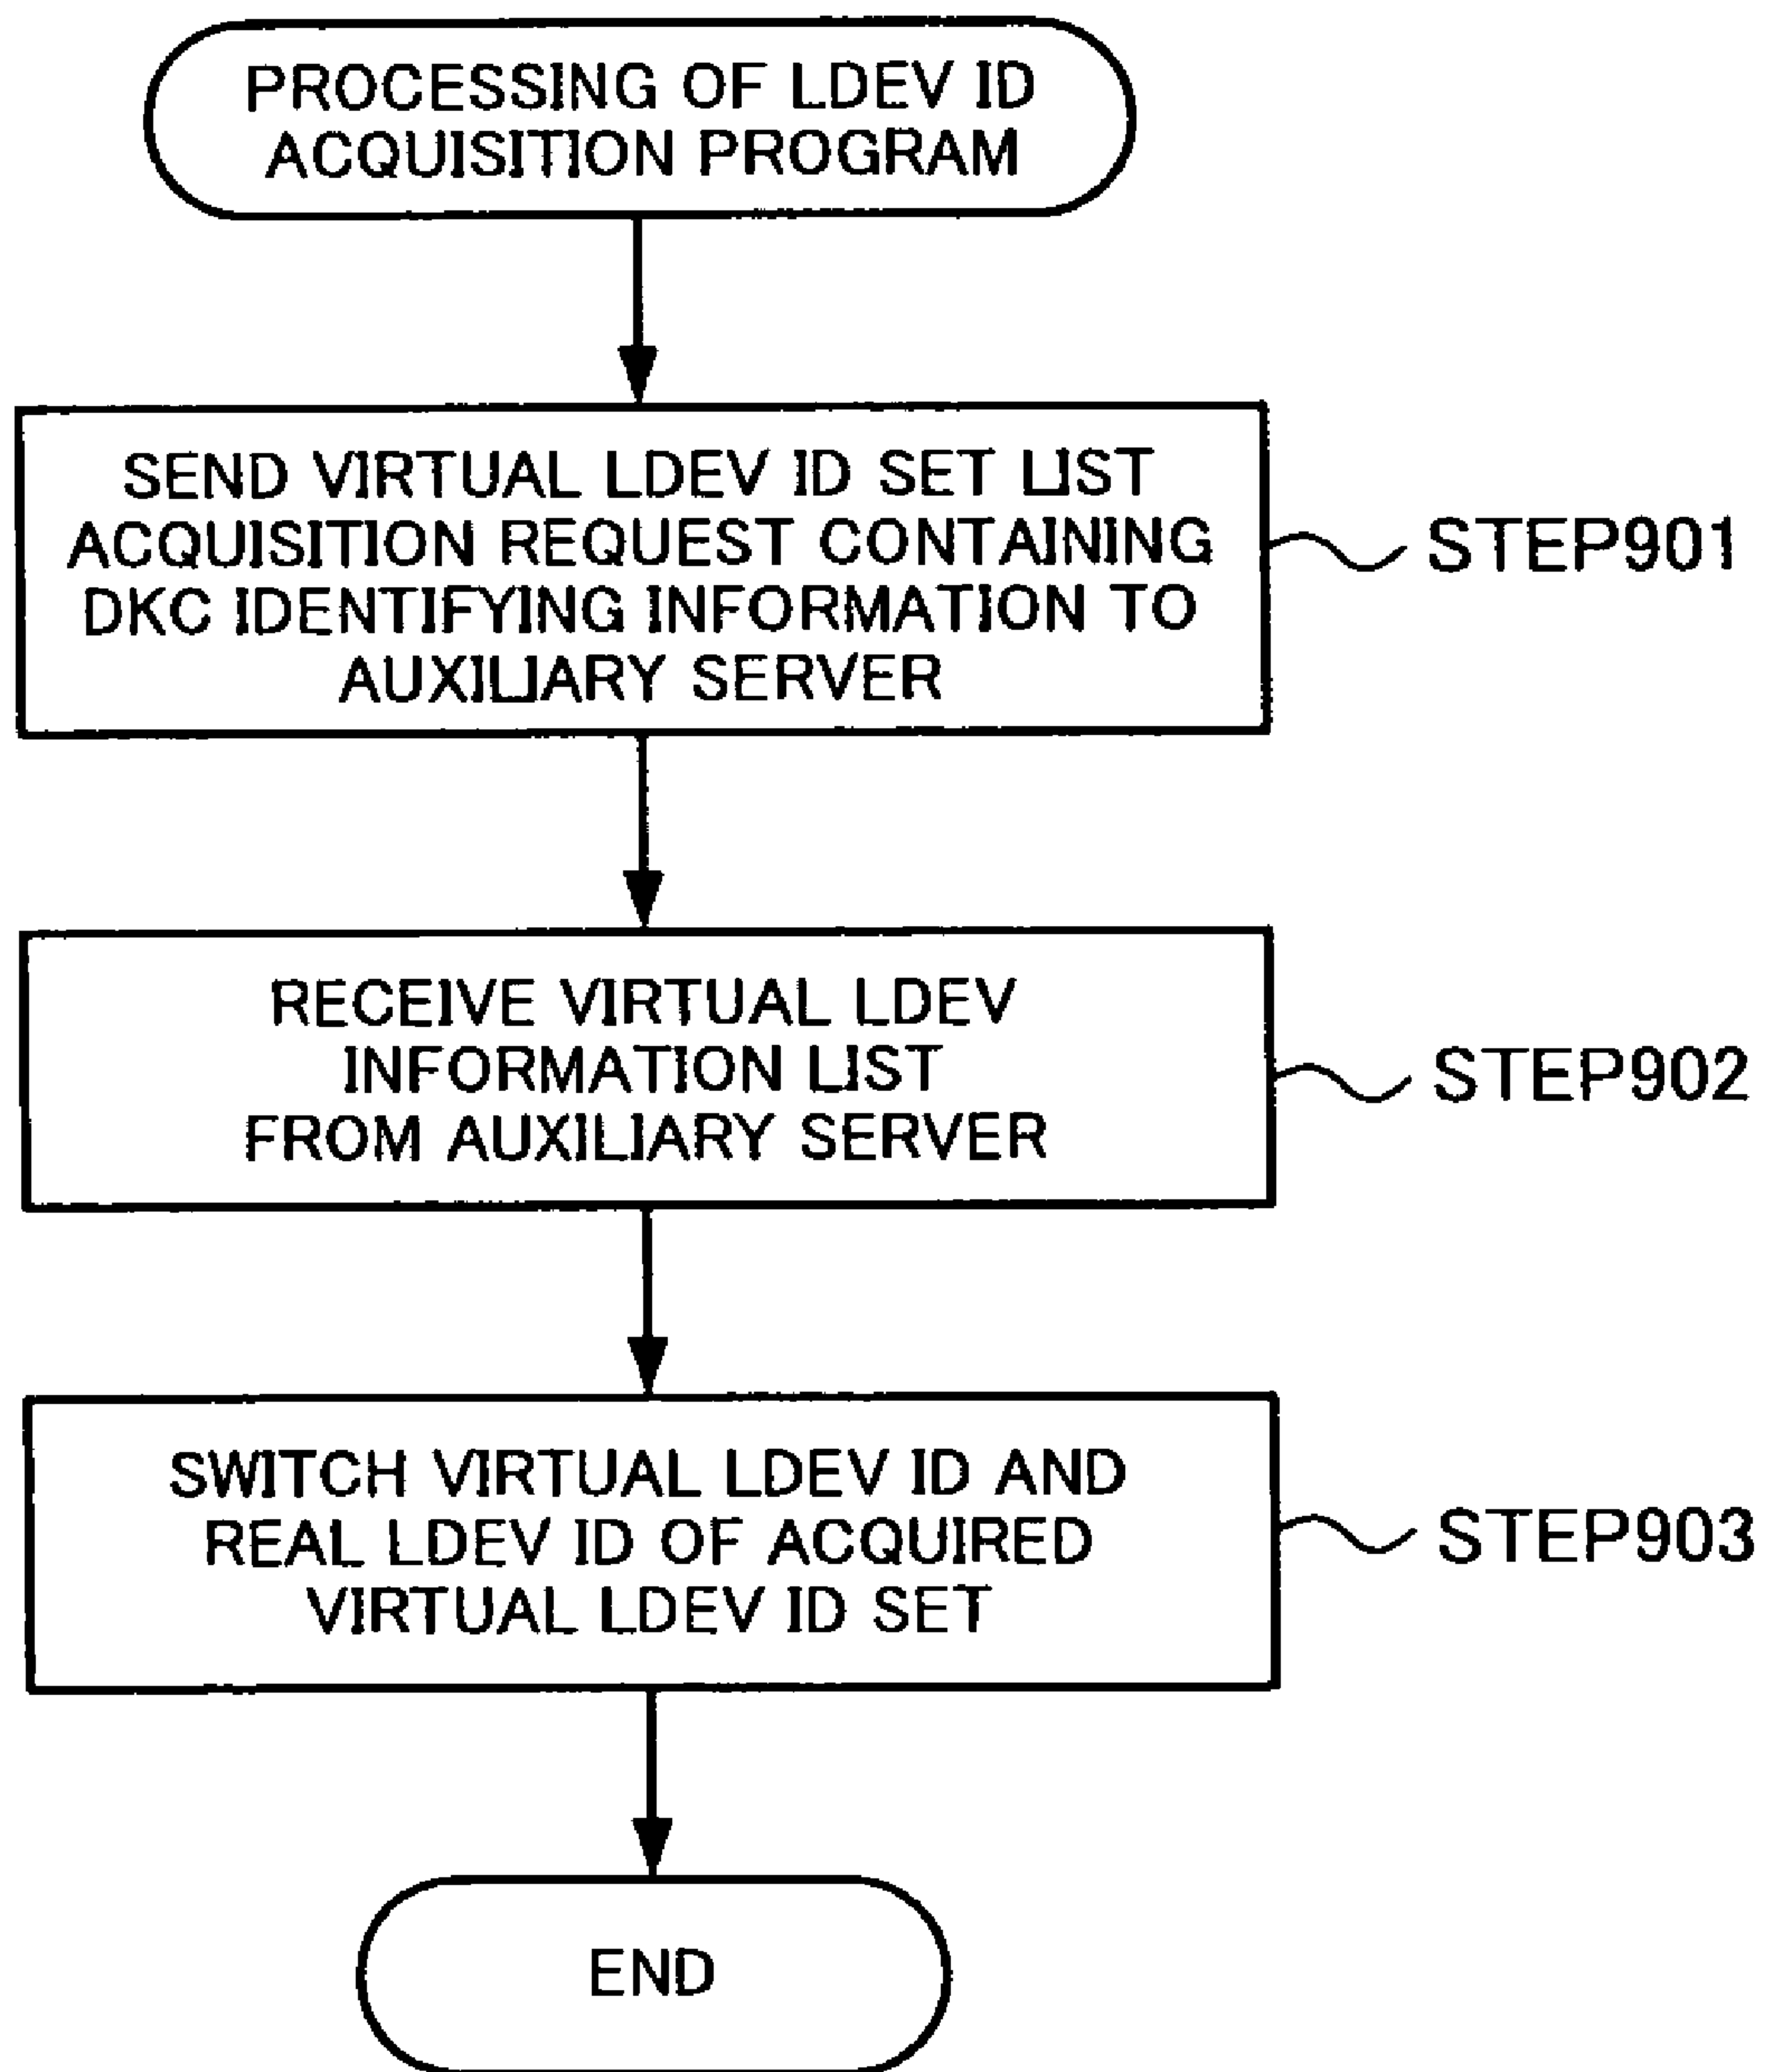 PROCESSING OF LDEV ID
ACQUISITION PROGRAM
SEND VIRTUAL LDEV ID SET LIST
ACQUISITION REQUEST CONTAINING
DKC IDENTIFYING INFORMATION TO
AUXILIARY SERVER
STEP901
RECEIVE VIRTUAL LDEV
INFORMATION LIST
FROM AUXILIARY SERVER
STEP902
SWITCH VIRTUAL LDEV ID AND
REAL LDEV ID OF ACQUIRED
VIRTUAL LDEV ID SET
STEP903
END